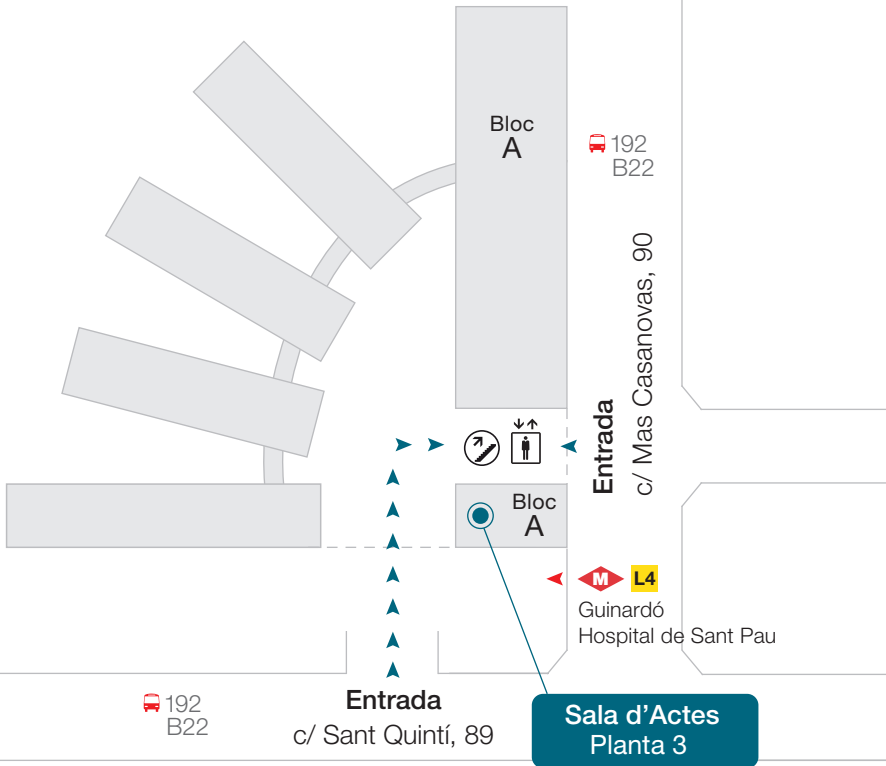 Bloc
A
192
B22
Entrada
c/ Mas Casanovas, 90
Bloc
A
M L4
Guinardó
Hospital de Sant Pau
192
B22
Entrada
c/ Sant Quintí, 89
Sala d'Actes
Planta 3